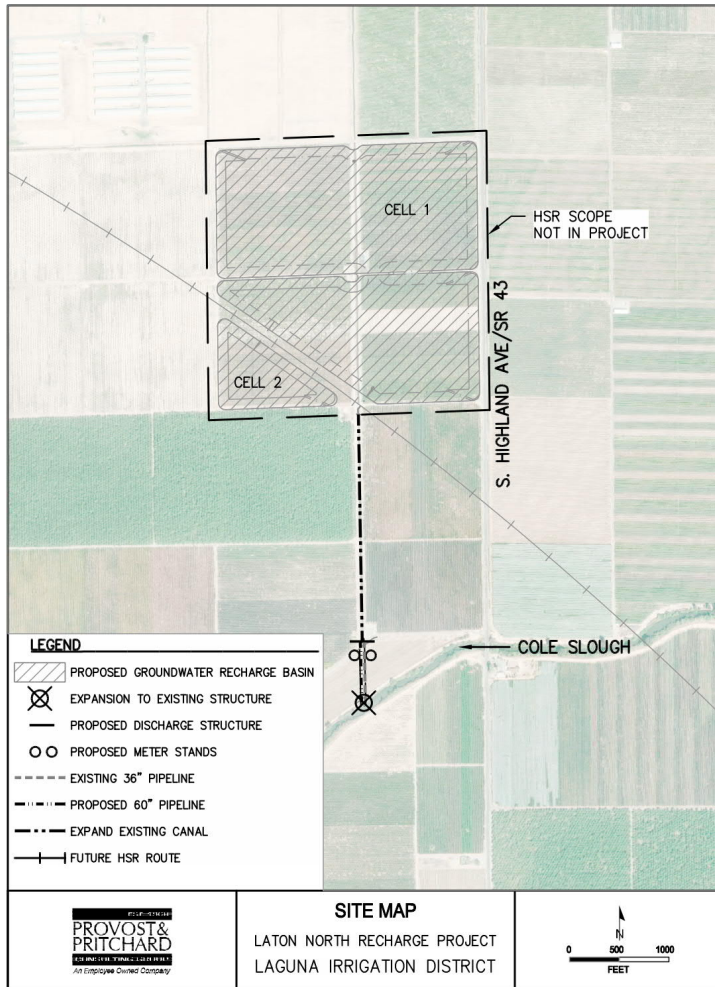 CELL 1
HSR SCOPE
NOT IN PROJECT
S. HIGHLAND AVE/SR 43
CELL 2
COLE SLOUGH
LEGEND
PROPOSED GROUNDWATER RECHARGE BASIN
EXPANSION TO EXISTING STRUCTURE
PROPOSED DISCHARGE STRUCTURE
PROPOSED METER STANDS
EXISTING 36" PIPELINE
PROPOSED 60" PIPELINE
EXPAND EXISTING CANAL
FUTURE HSR ROUTE
PROVOST&
PRITCHARD
An Employee Owned Company
SITE MAP
LATON NORTH RECHARGE PROJECT
LAGUNA IRRIGATION DISTRICT
N
0 500 1000
FEET